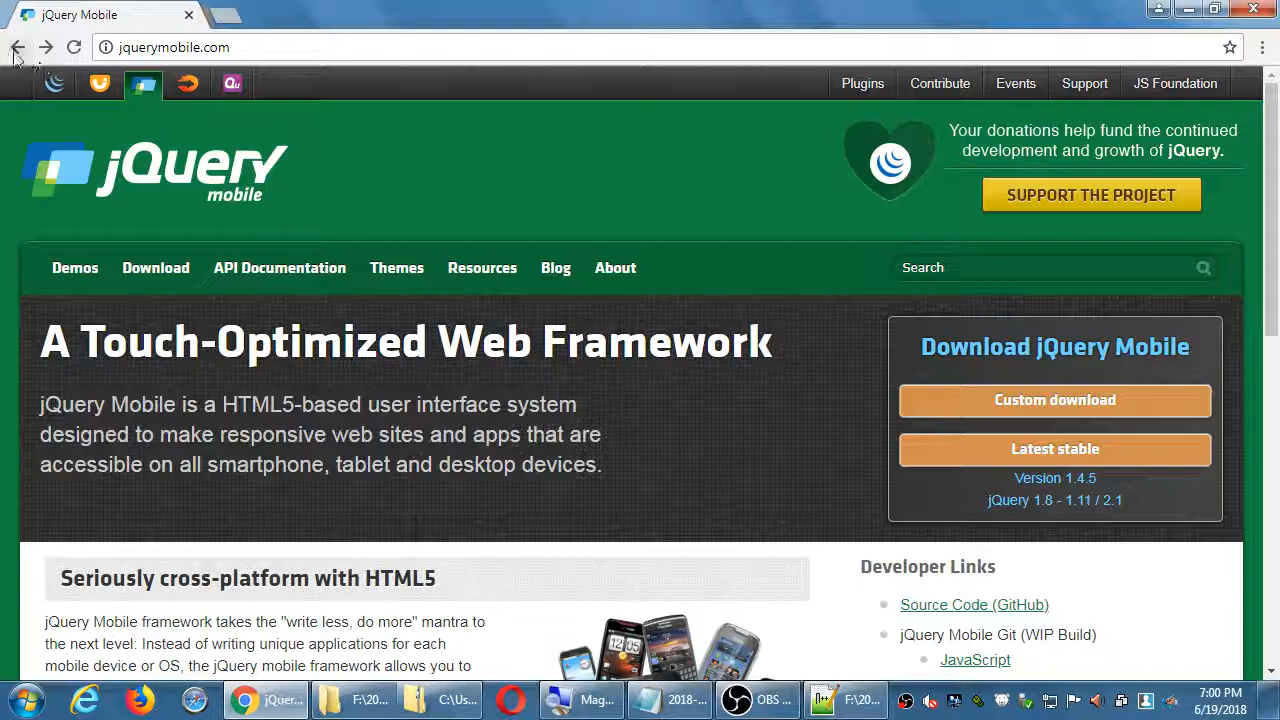 jQuery Mobile
jquerymobile.com
Plugins Contribute Events Support JS Foundation
jQuery
mobile
Your donations help fund the continued
development and growth of jQuery.
SUPPORT THE PROJECT
Demos Download API Documentation Themes Resources Blog About Search
A Touch-Optimized Web Framework
jQuery Mobile is a HTML5-based user interface system
designed to make responsive web sites and apps that are
accessible on all smartphone, tablet and desktop devices.
Download jQuery Mobile
Custom download
Latest stable
Version 1.4.5
jQuery 1.8 - 1.11 / 2.1
Seriously cross-platform with HTML5
jQuery Mobile framework takes the "write less, do more" mantra to
the next level: Instead of writing unique applications for each
mobile device or OS, the jQuery mobile framework allows you to
12:05
Developer Links
Source Code (GitHub)
jQuery Mobile Git (WIP Build)
JavaScript
jQuer... F:\20... C:\Us... Mag... 2018-... OBS ... F:\20...
7:00 PM
6/19/2018